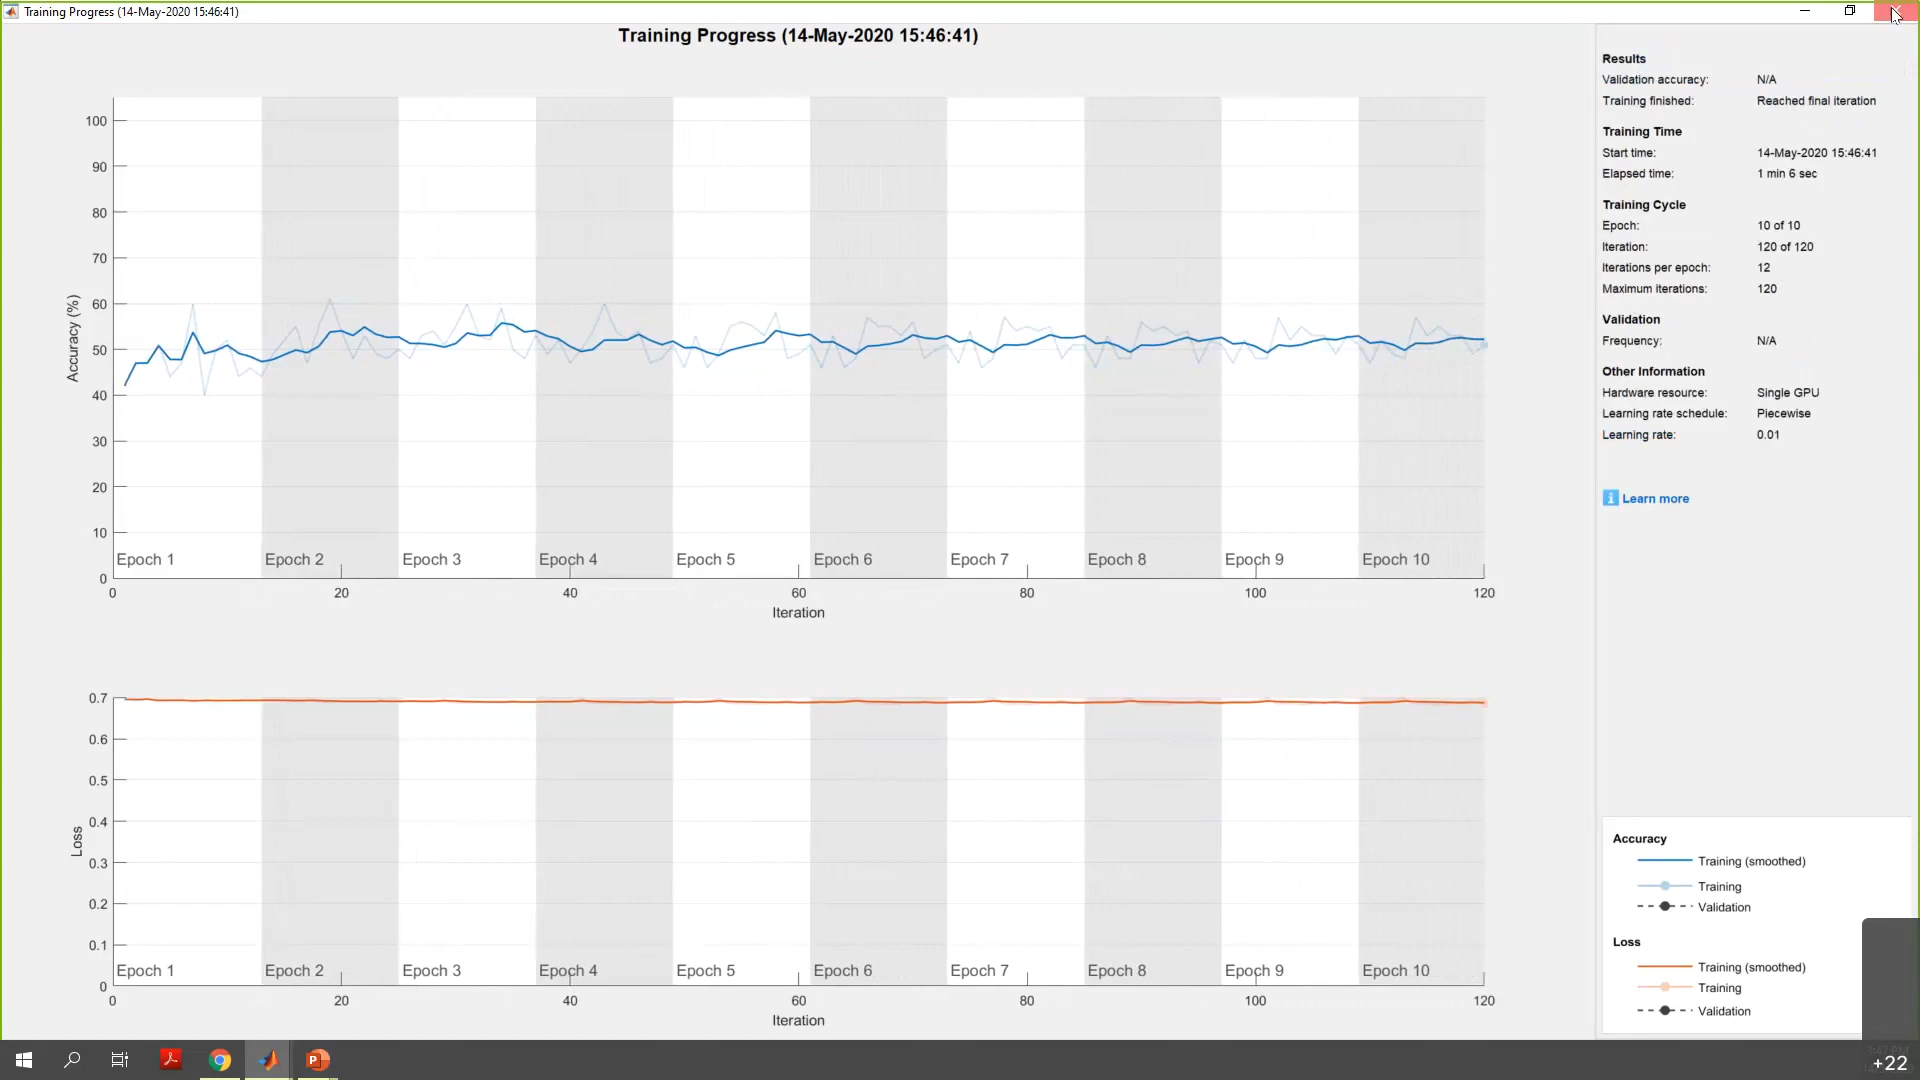 Training Progress (14-May-2020 15:46:41)
Training Progress (14-May-2020 15:46:41)
100
90
80
70
60
50
40
30
20
10
0
Accuracy (%)
Epoch 1 Epoch 2 Epoch 3 Epoch 4 Epoch 5 Epoch 6 Epoch 7 Epoch 8 Epoch 9 Epoch 10
0 20 40 60 80 100 120
Iteration
0.7
0.6
0.5
0.4
0.3
0.2
0.1
0
Loss
Epoch 1 Epoch 2 Epoch 3 Epoch 4 Epoch 5 Epoch 6 Epoch 7 Epoch 8 Epoch 9 Epoch 10
0 20 40 60 80 100 120
Iteration
Results
Validation accuracy: N/A
Training finished: Reached final iteration
Training Time
Start time: 14-May-2020 15:46:41
Elapsed time: 1 min 6 sec
Training Cycle
Epoch: 10 of 10
Iteration: 120 of 120
Iterations per epoch: 12
Maximum iterations: 120
Validation
Frequency: N/A
Other Information
Hardware resource: Single GPU
Learning rate schedule: Piecewise
Learning rate: 0.01
i Learn more
Accuracy
Training (smoothed)
Training
Validation
Loss
Training (smoothed)
Training
Validation
P
+22